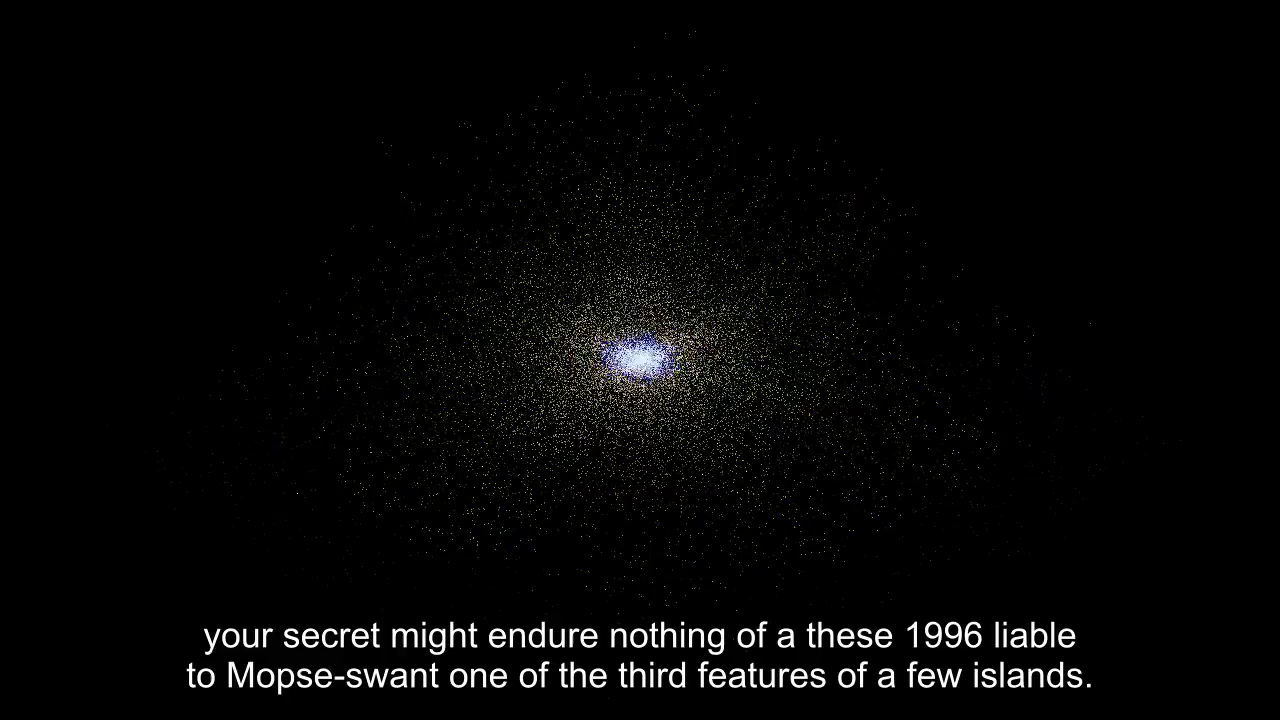 your secret might endure nothing of a these 1996 liable
to Mopse-swant one of the third features of a few islands.